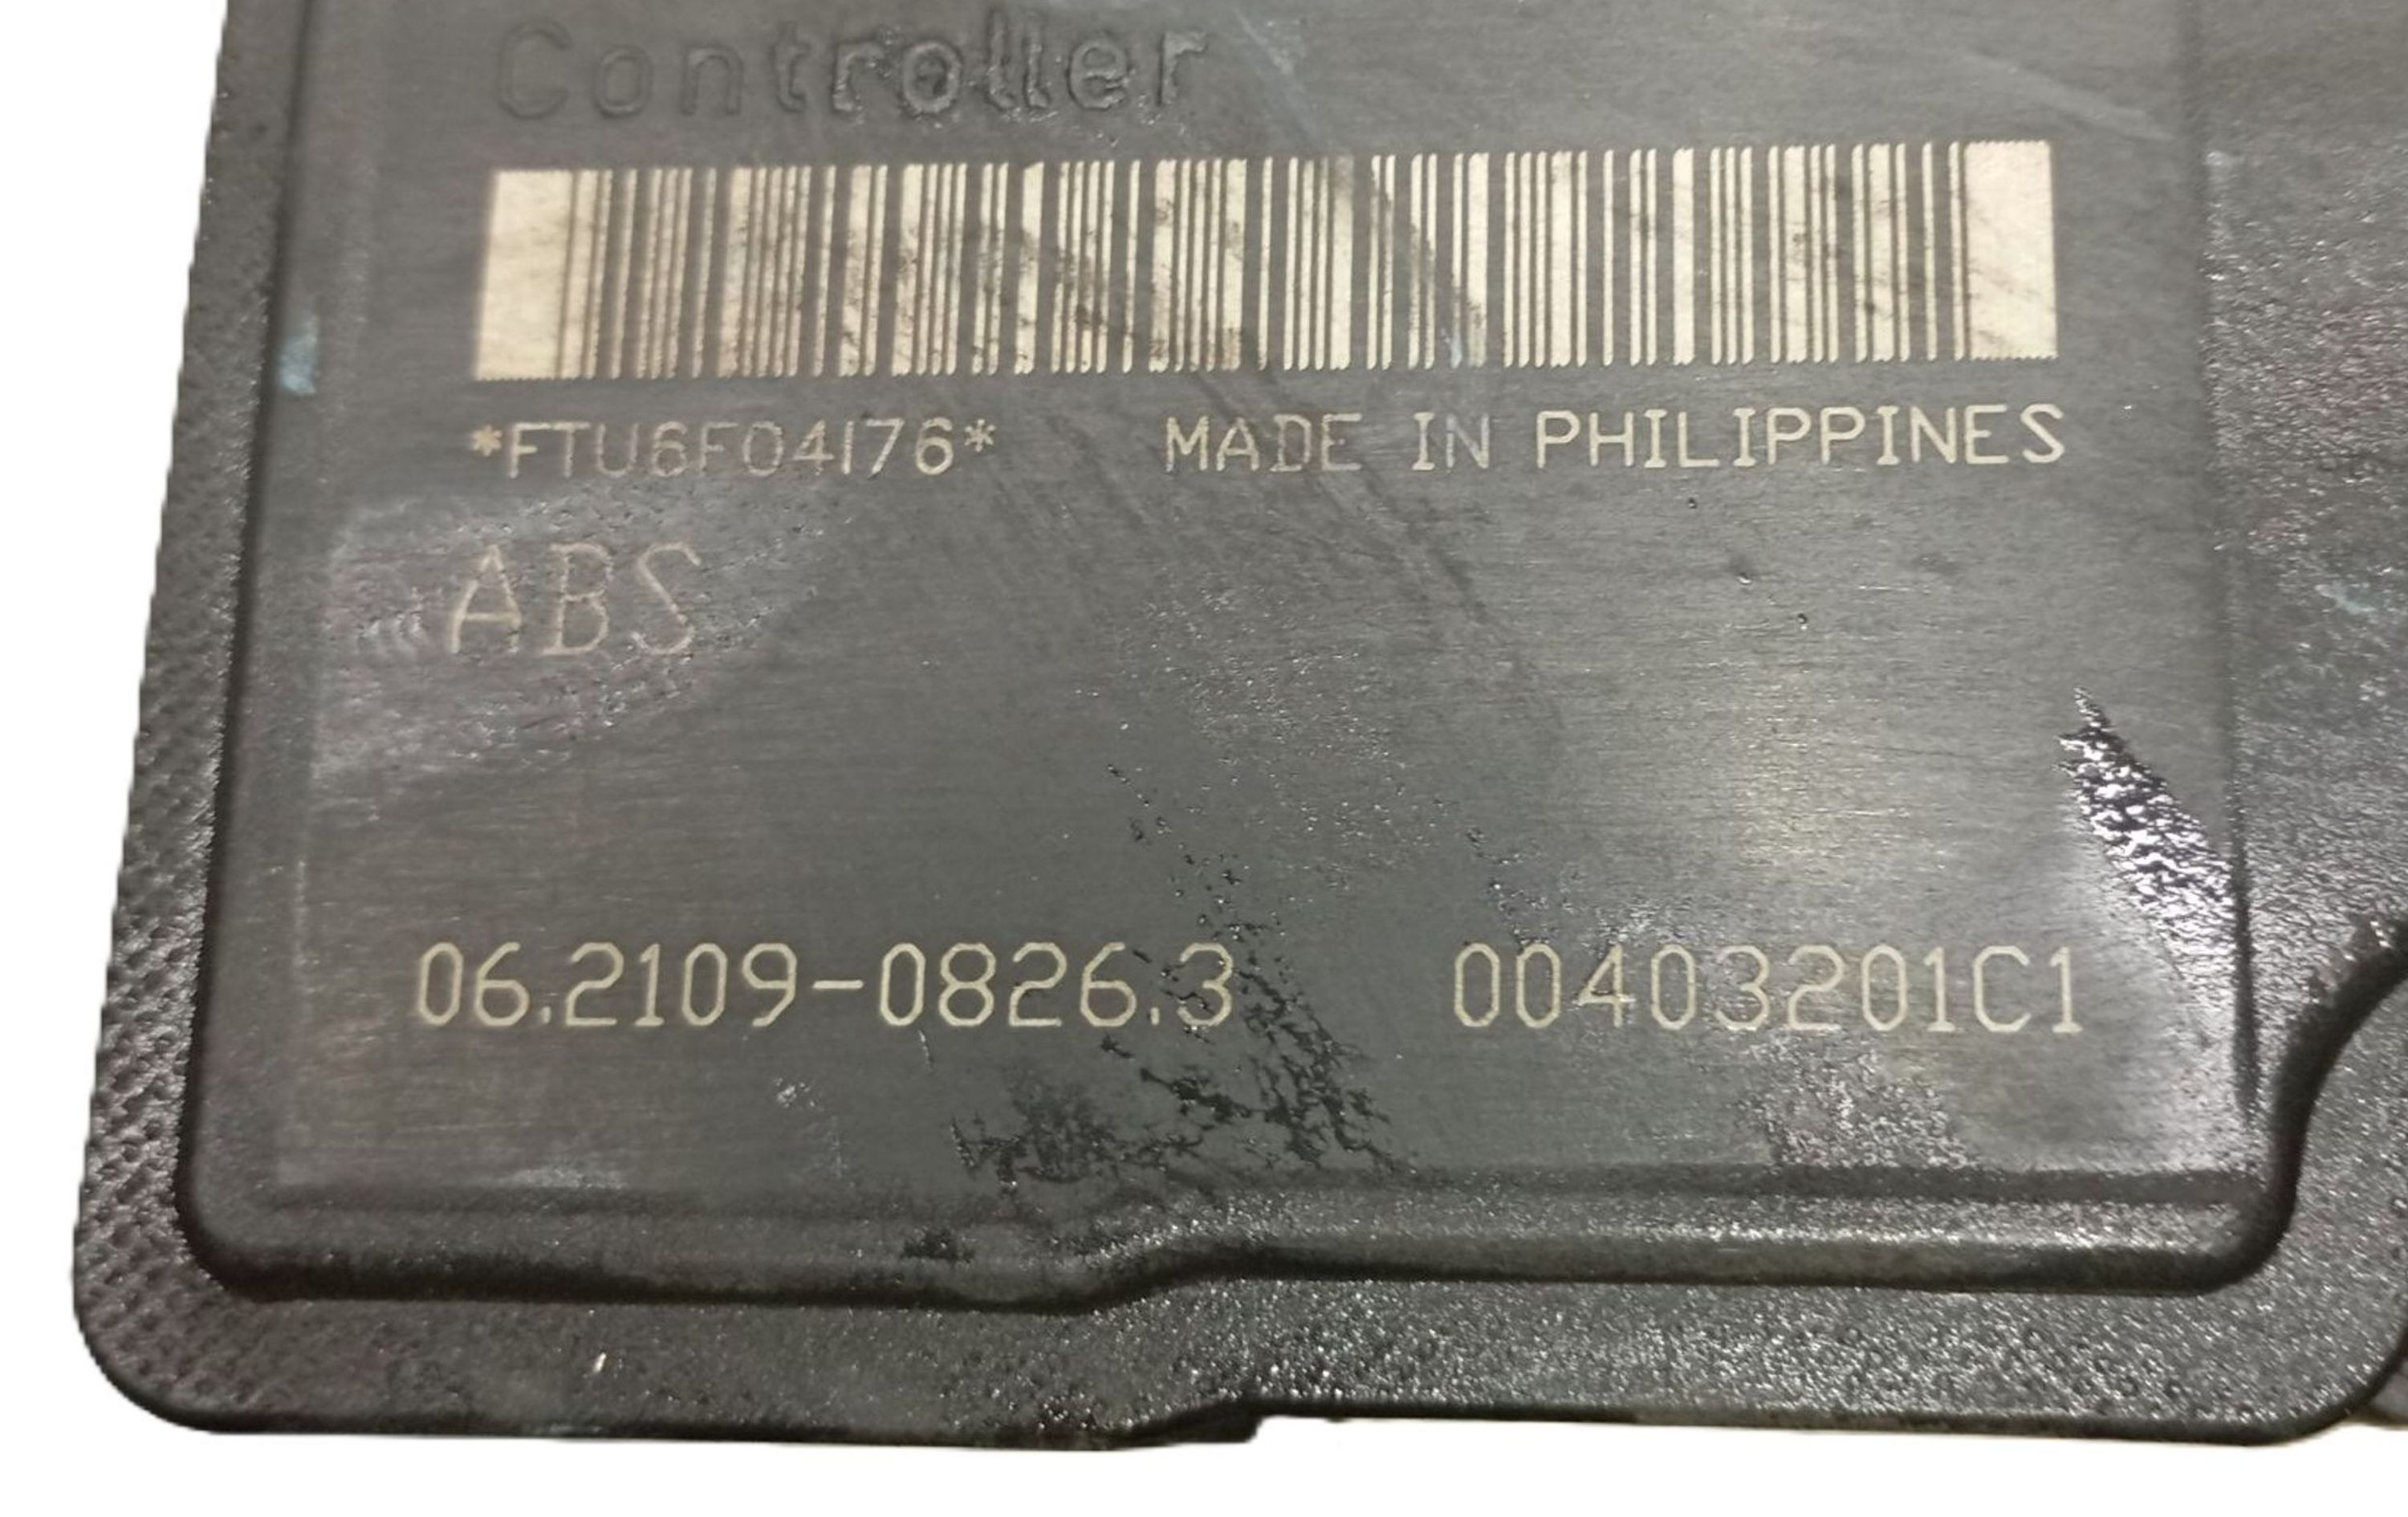 Controller
*FTU6F04176* MADE IN PHILIPPINES
ABS
06.2109-0826.3 00403201C1